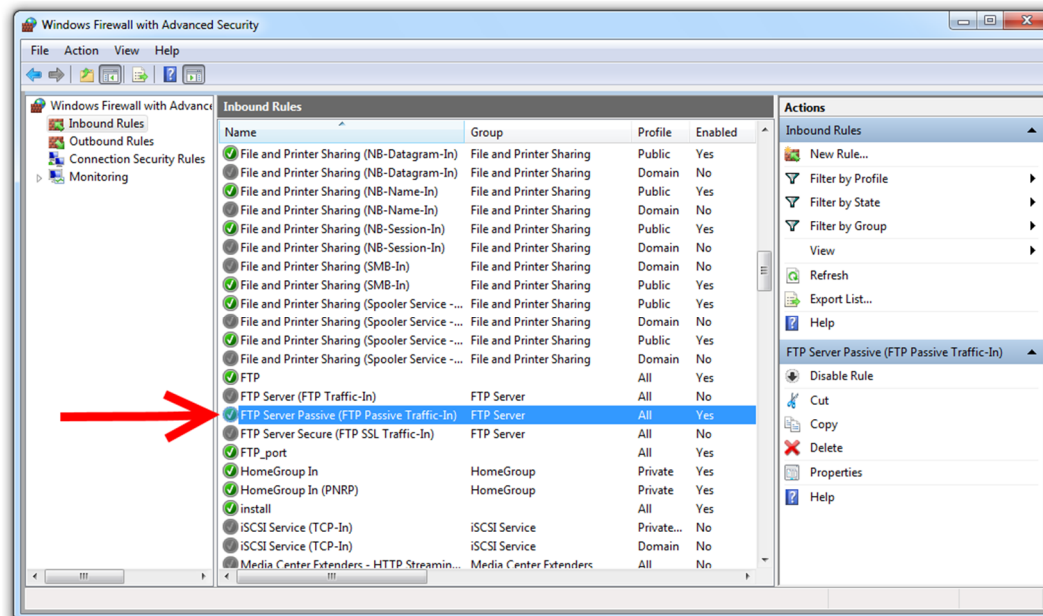 Windows Firewall with Advanced Security
File Action View Help
Windows Firewall with Advance
Inbound Rules
Outbound Rules
Connection Security Rules
Monitoring
Inbound Rules
Name Group Profile Enabled
File and Printer Sharing (NB-Datagram-In) File and Printer Sharing Public Yes
File and Printer Sharing (NB-Datagram-In) File and Printer Sharing Domain No
File and Printer Sharing (NB-Name-In) File and Printer Sharing Public Yes
File and Printer Sharing (NB-Name-In) File and Printer Sharing Domain No
File and Printer Sharing (NB-Session-In) File and Printer Sharing Public Yes
File and Printer Sharing (NB-Session-In) File and Printer Sharing Domain No
File and Printer Sharing (SMB-In) File and Printer Sharing Domain No
File and Printer Sharing (SMB-In) File and Printer Sharing Public Yes
File and Printer Sharing (Spooler Service -... File and Printer Sharing Public Yes
File and Printer Sharing (Spooler Service -... File and Printer Sharing Domain No
File and Printer Sharing (Spooler Service -... File and Printer Sharing Public Yes
File and Printer Sharing (Spooler Service -... File and Printer Sharing Domain No
FTP All Yes
FTP Server (FTP Traffic-In) FTP Server All No
FTP Server Passive (FTP Passive Traffic-In) FTP Server All Yes
FTP Server Secure (FTP SSL Traffic-In) FTP Server All No
FTP_port All Yes
HomeGroup In HomeGroup Private Yes
HomeGroup In (PNRP) HomeGroup Private Yes
install All Yes
iSCSI Service (TCP-In) iSCSI Service Private... No
iSCSI Service (TCP-In) iSCSI Service Domain No
Media Center Extenders - HTTP Streamin... Media Center Extenders All No
Actions
Inbound Rules
New Rule...
Filter by Profile
Filter by State
Filter by Group
View
Refresh
Export List...
Help
FTP Server Passive (FTP Passive Traffic-In)
Disable Rule
Cut
Copy
Delete
Properties
Help